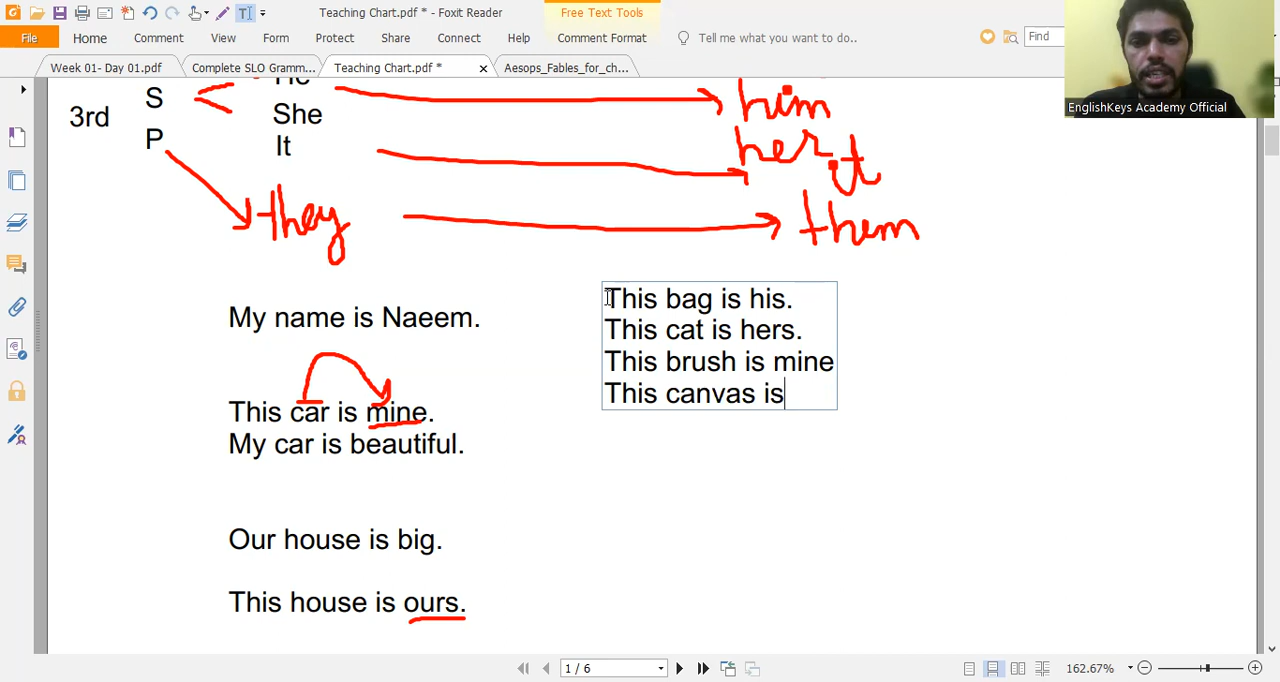 Teaching Chart.pdf * - Foxit Reader
Free Text Tools
File Home Comment View Form Protect Share Connect Help Comment Format Tell me what you want to do.. Find
Week 01- Day 01.pdf Complete SLO Gramm... Teaching Chart.pdf * Aesops_Fables_for_ch...
EnglishKeys Academy Official
He
him
3rd
S
She
P
It
her
it
they
them
My name is Naeem.
This car is mine.
My car is beautiful.
Our house is big.
This house is ours.
This bag is his.
This cat is hers.
This brush is mine
This canvas is
1 / 6
162.67%